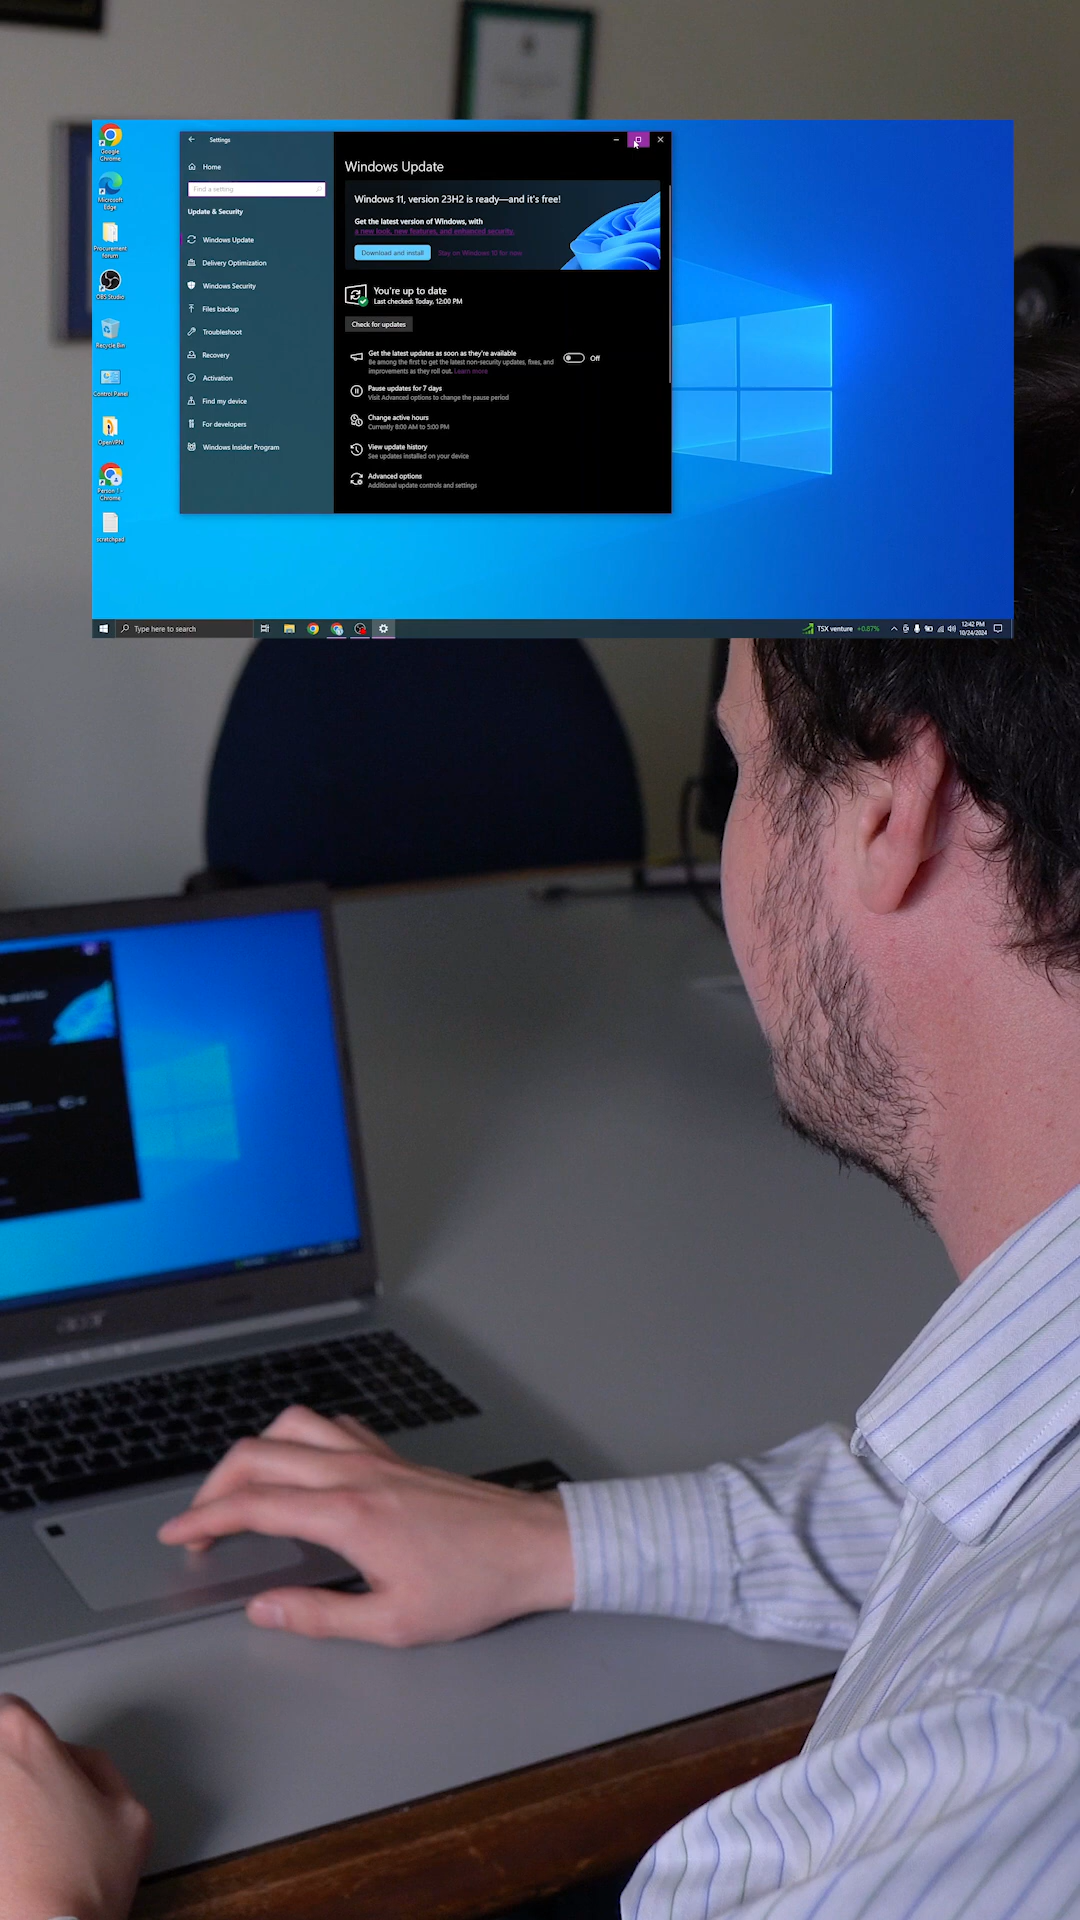 Google
Chrome
Microsoft
Edge
Procurement
forum
OBS Studio
Recycle Bin
Control Panel
OpenVPN
Person 1 -
Chrome
scratchpad
Settings
Home
Find a setting
Update & Security
Windows Update
Delivery Optimization
Windows Security
Files backup
Troubleshoot
Recovery
Activation
Find my device
For developers
Windows Insider Program
Windows Update
Windows 11, version 23H2 is ready—and it's free!
Get the latest version of Windows, with
a new look, new features, and enhanced security.
Download and install
Stay on Windows 10 for now
You're up to date
Last checked: Today, 12:00 PM
Check for updates
Get the latest updates as soon as they're available
Be among the first to get the latest non-security updates, fixes, and
improvements as they roll out. Learn more
Off
Pause updates for 7 days
Visit Advanced options to change the pause period
Change active hours
Currently 8:00 AM to 5:00 PM
View update history
See updates installed on your device
Advanced options
Additional update controls and settings
Type here to search
TSX venture +0.87%
12:42 PM
10/24/2024
acer